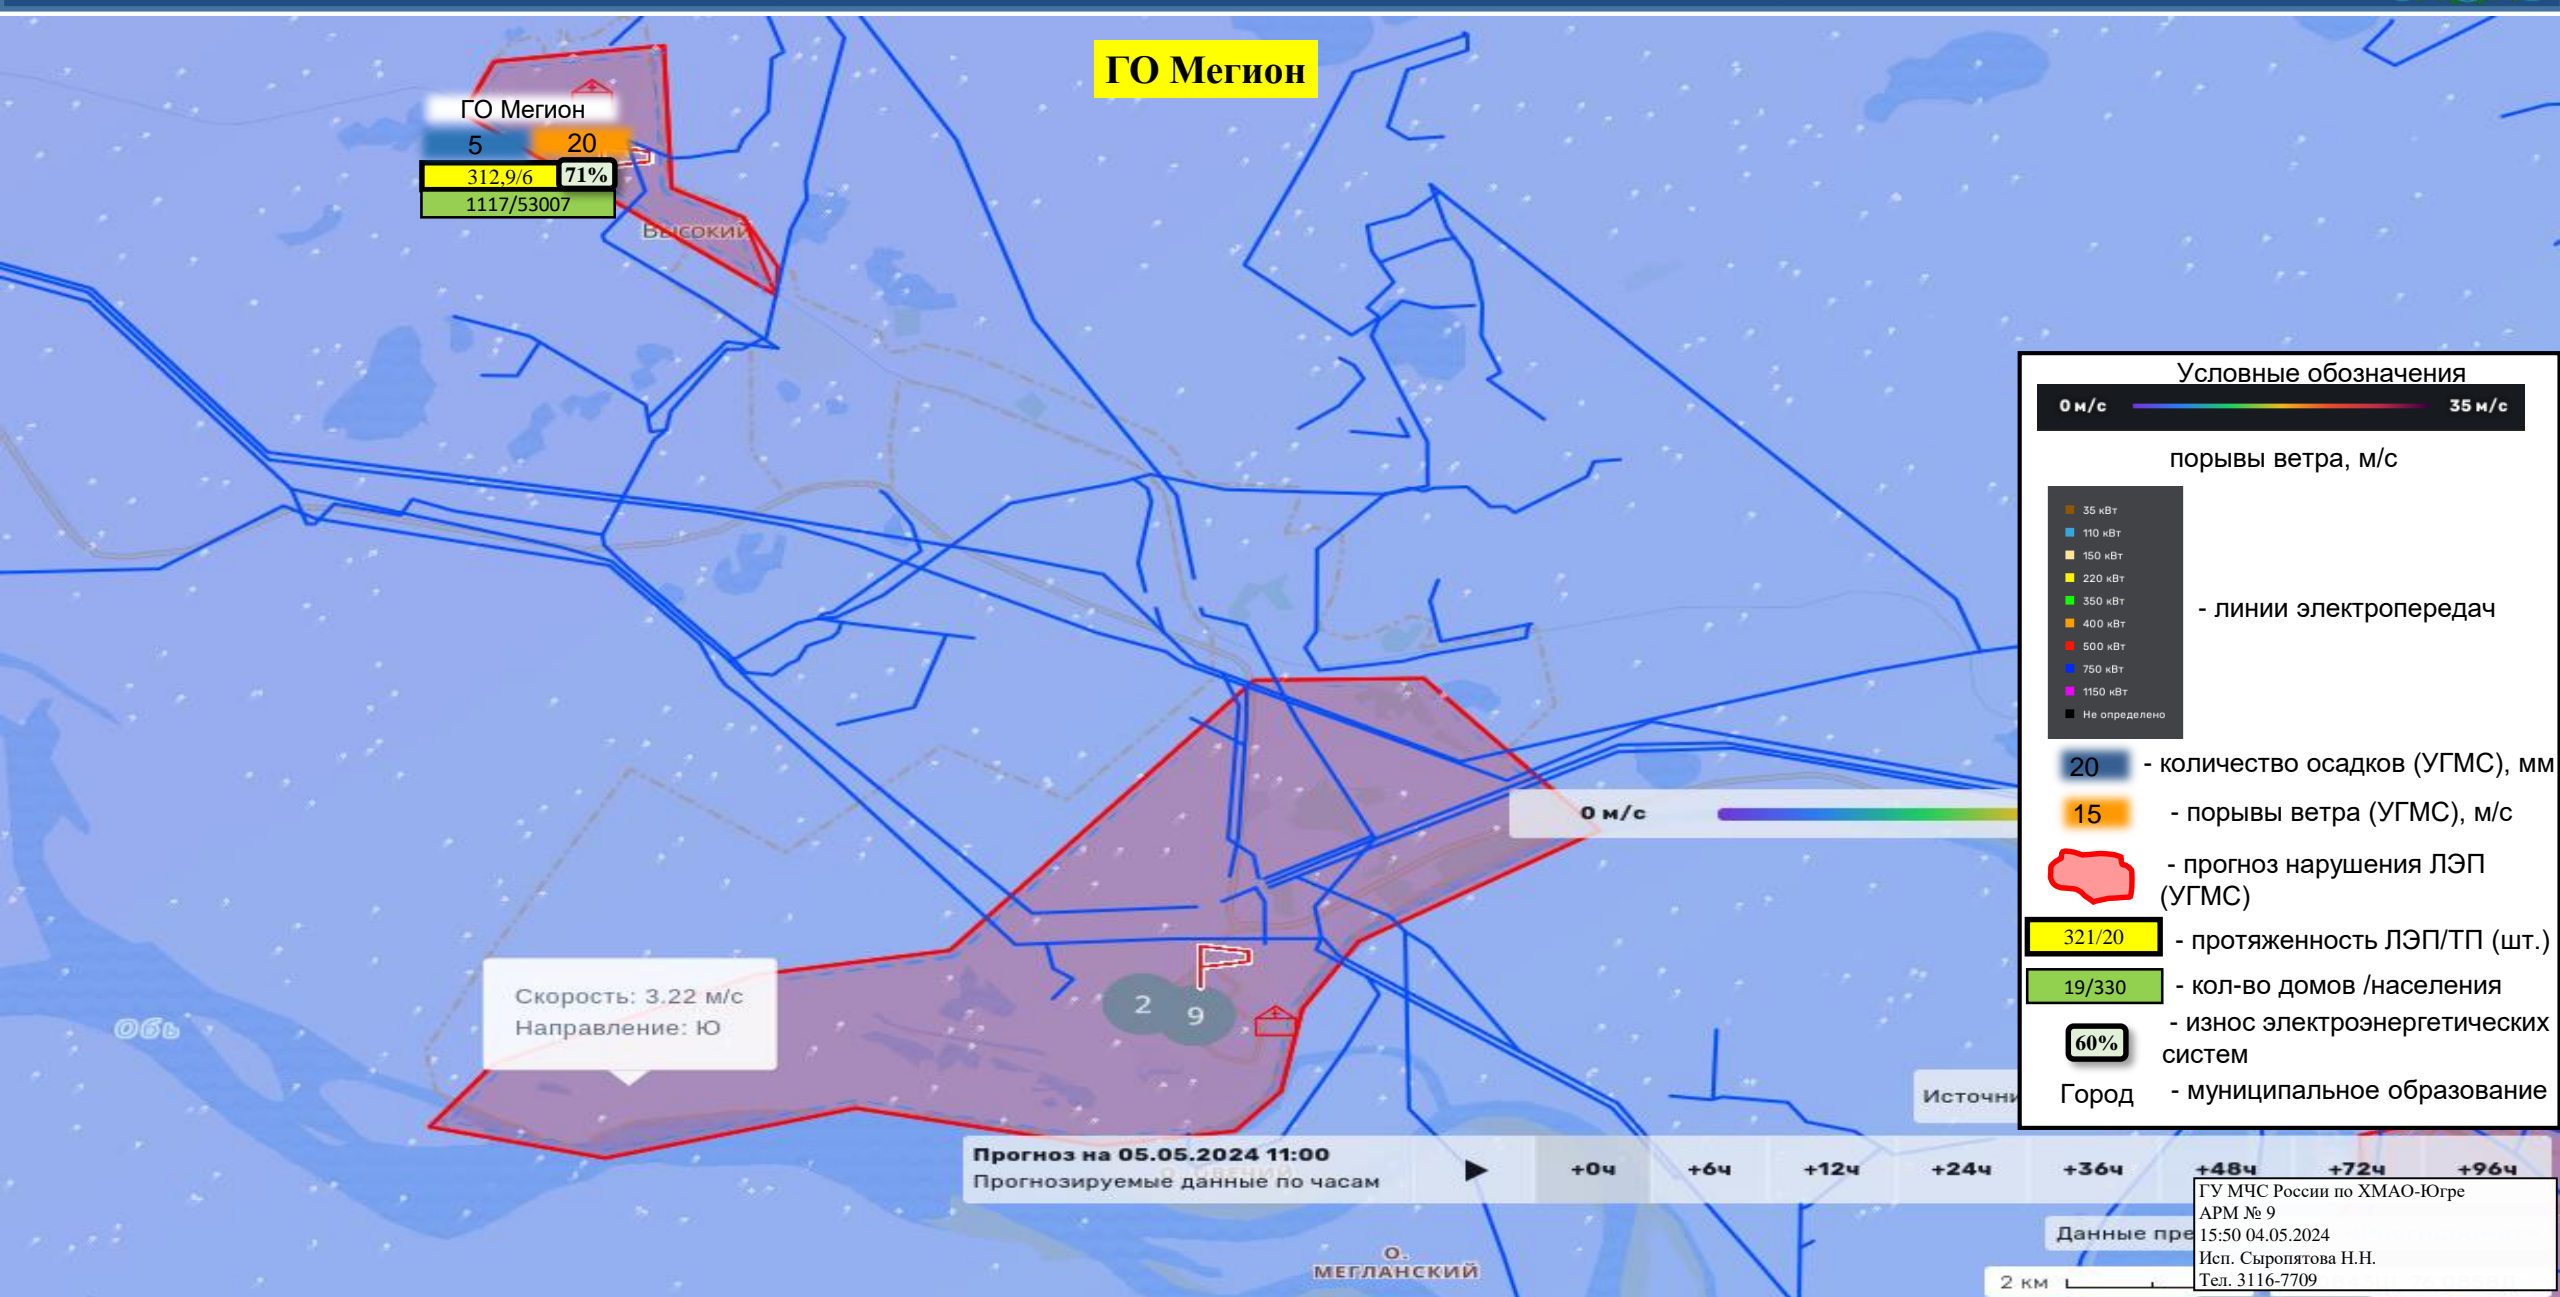 ГО Мегион
ГО Мегион
5 20
312,9/6 71%
1117/53007
Высокий
Условные обозначения
0 м/с 35 м/с
порывы ветра, м/с
35 кВт
110 кВт
150 кВт
220 кВт
350 кВт
400 кВт
500 кВт
750 кВт
1150 кВт
Не определено
- линии электропередач
20 - количество осадков (УГМС), мм
15 - порывы ветра (УГМС), м/с
- прогноз нарушения ЛЭП
(УГМС)
321/20 - протяженность ЛЭП/ТП (шт.)
19/330 - кол-во домов /населения
60% - износ электроэнергетических
систем
Город - муниципальное образование
0 м/с
Скорость: 3.22 м/с
Направление: Ю
Обь
2
9
Источни
Прогноз на 05.05.2024 11:00
Прогнозируемые данные по часам
+0ч +6ч +12ч +24ч +36ч +48ч +72ч +96ч
О.
МЕГЛАНСКИЙ
Данные пре
2 км
ГУ МЧС России по ХМАО-Югре
АРМ № 9
15:50 04.05.2024
Исп. Сыропятова Н.Н.
Тел. 3116-7709